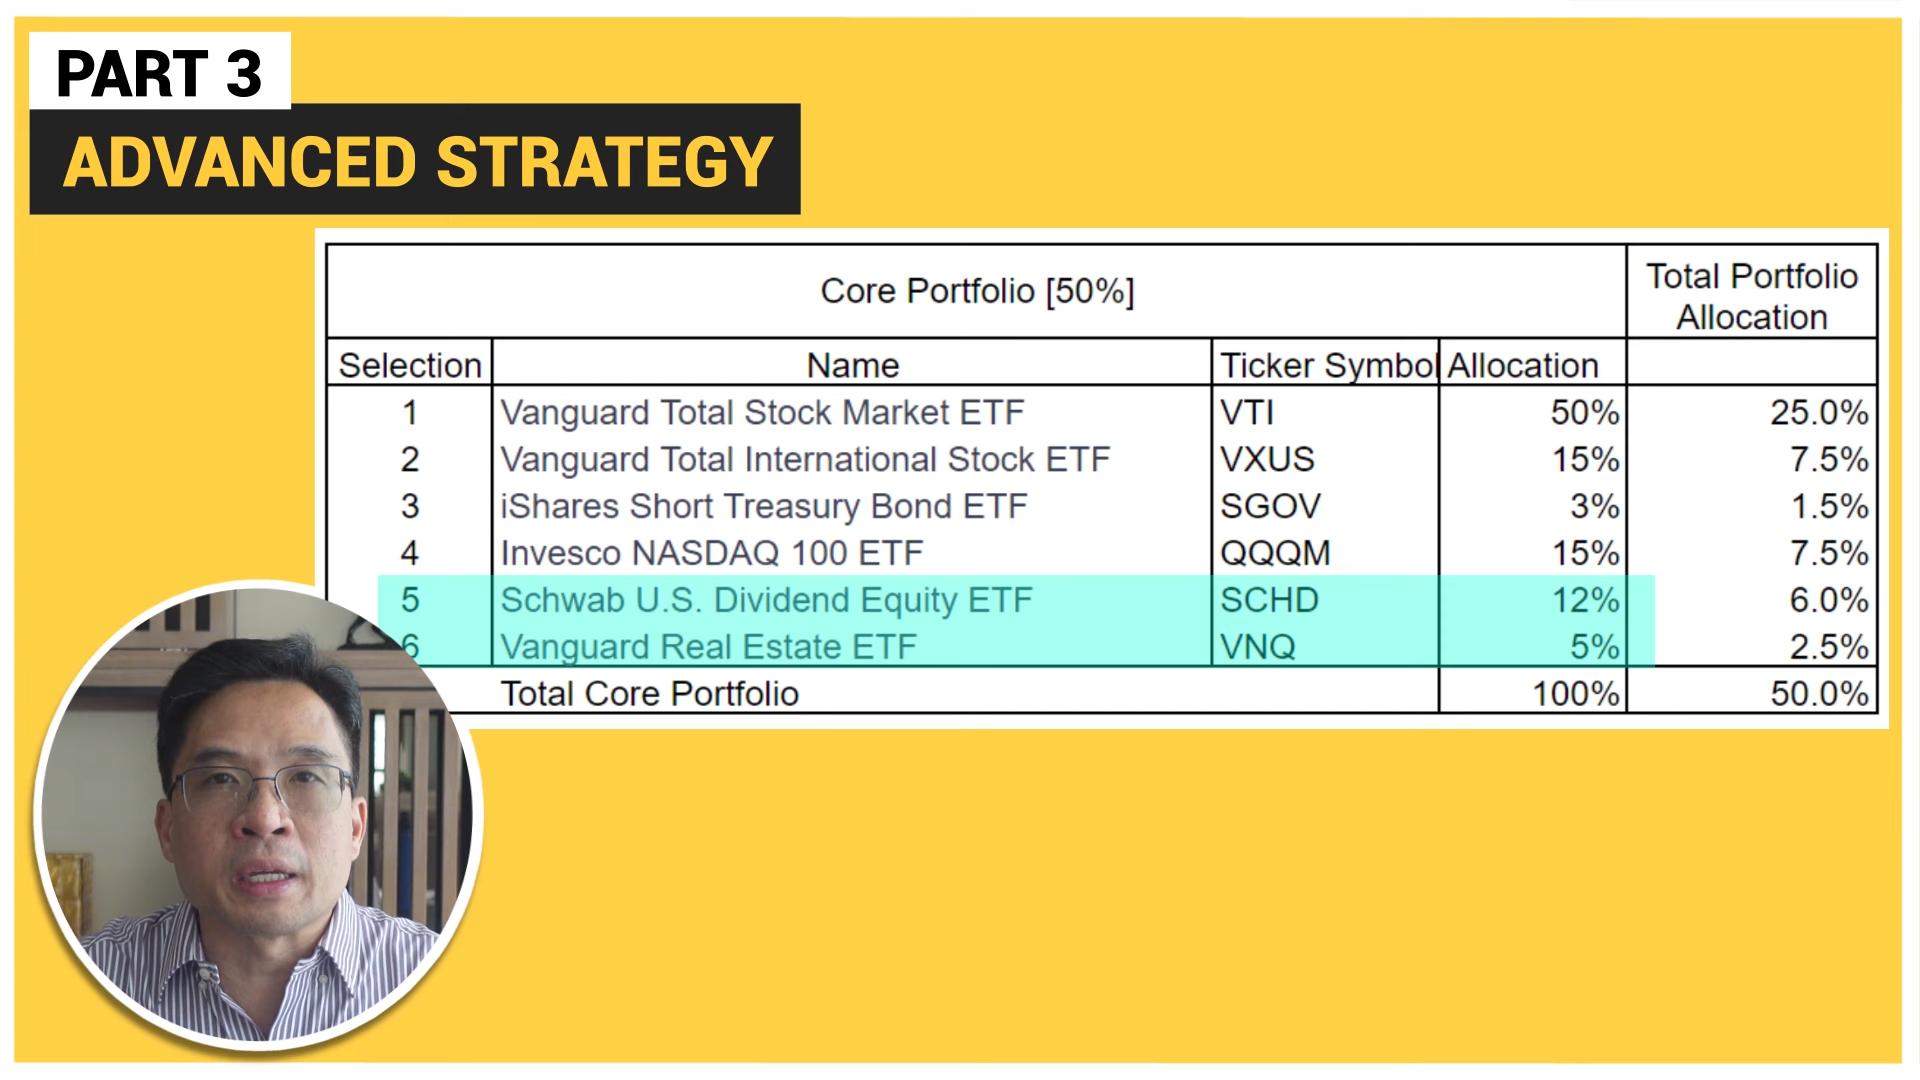 PART 3
ADVANCED STRATEGY
Core Portfolio [50%] Total Portfolio Allocation
Selection Name Ticker Symbol Allocation
1 Vanguard Total Stock Market ETF VTI 50% 25.0%
2 Vanguard Total International Stock ETF VXUS 15% 7.5%
3 iShares Short Treasury Bond ETF SGOV 3% 1.5%
4 Invesco NASDAQ 100 ETF QQQM 15% 7.5%
5 Schwab U.S. Dividend Equity ETF SCHD 12% 6.0%
6 Vanguard Real Estate ETF VNQ 5% 2.5%
Total Core Portfolio 100% 50.0%